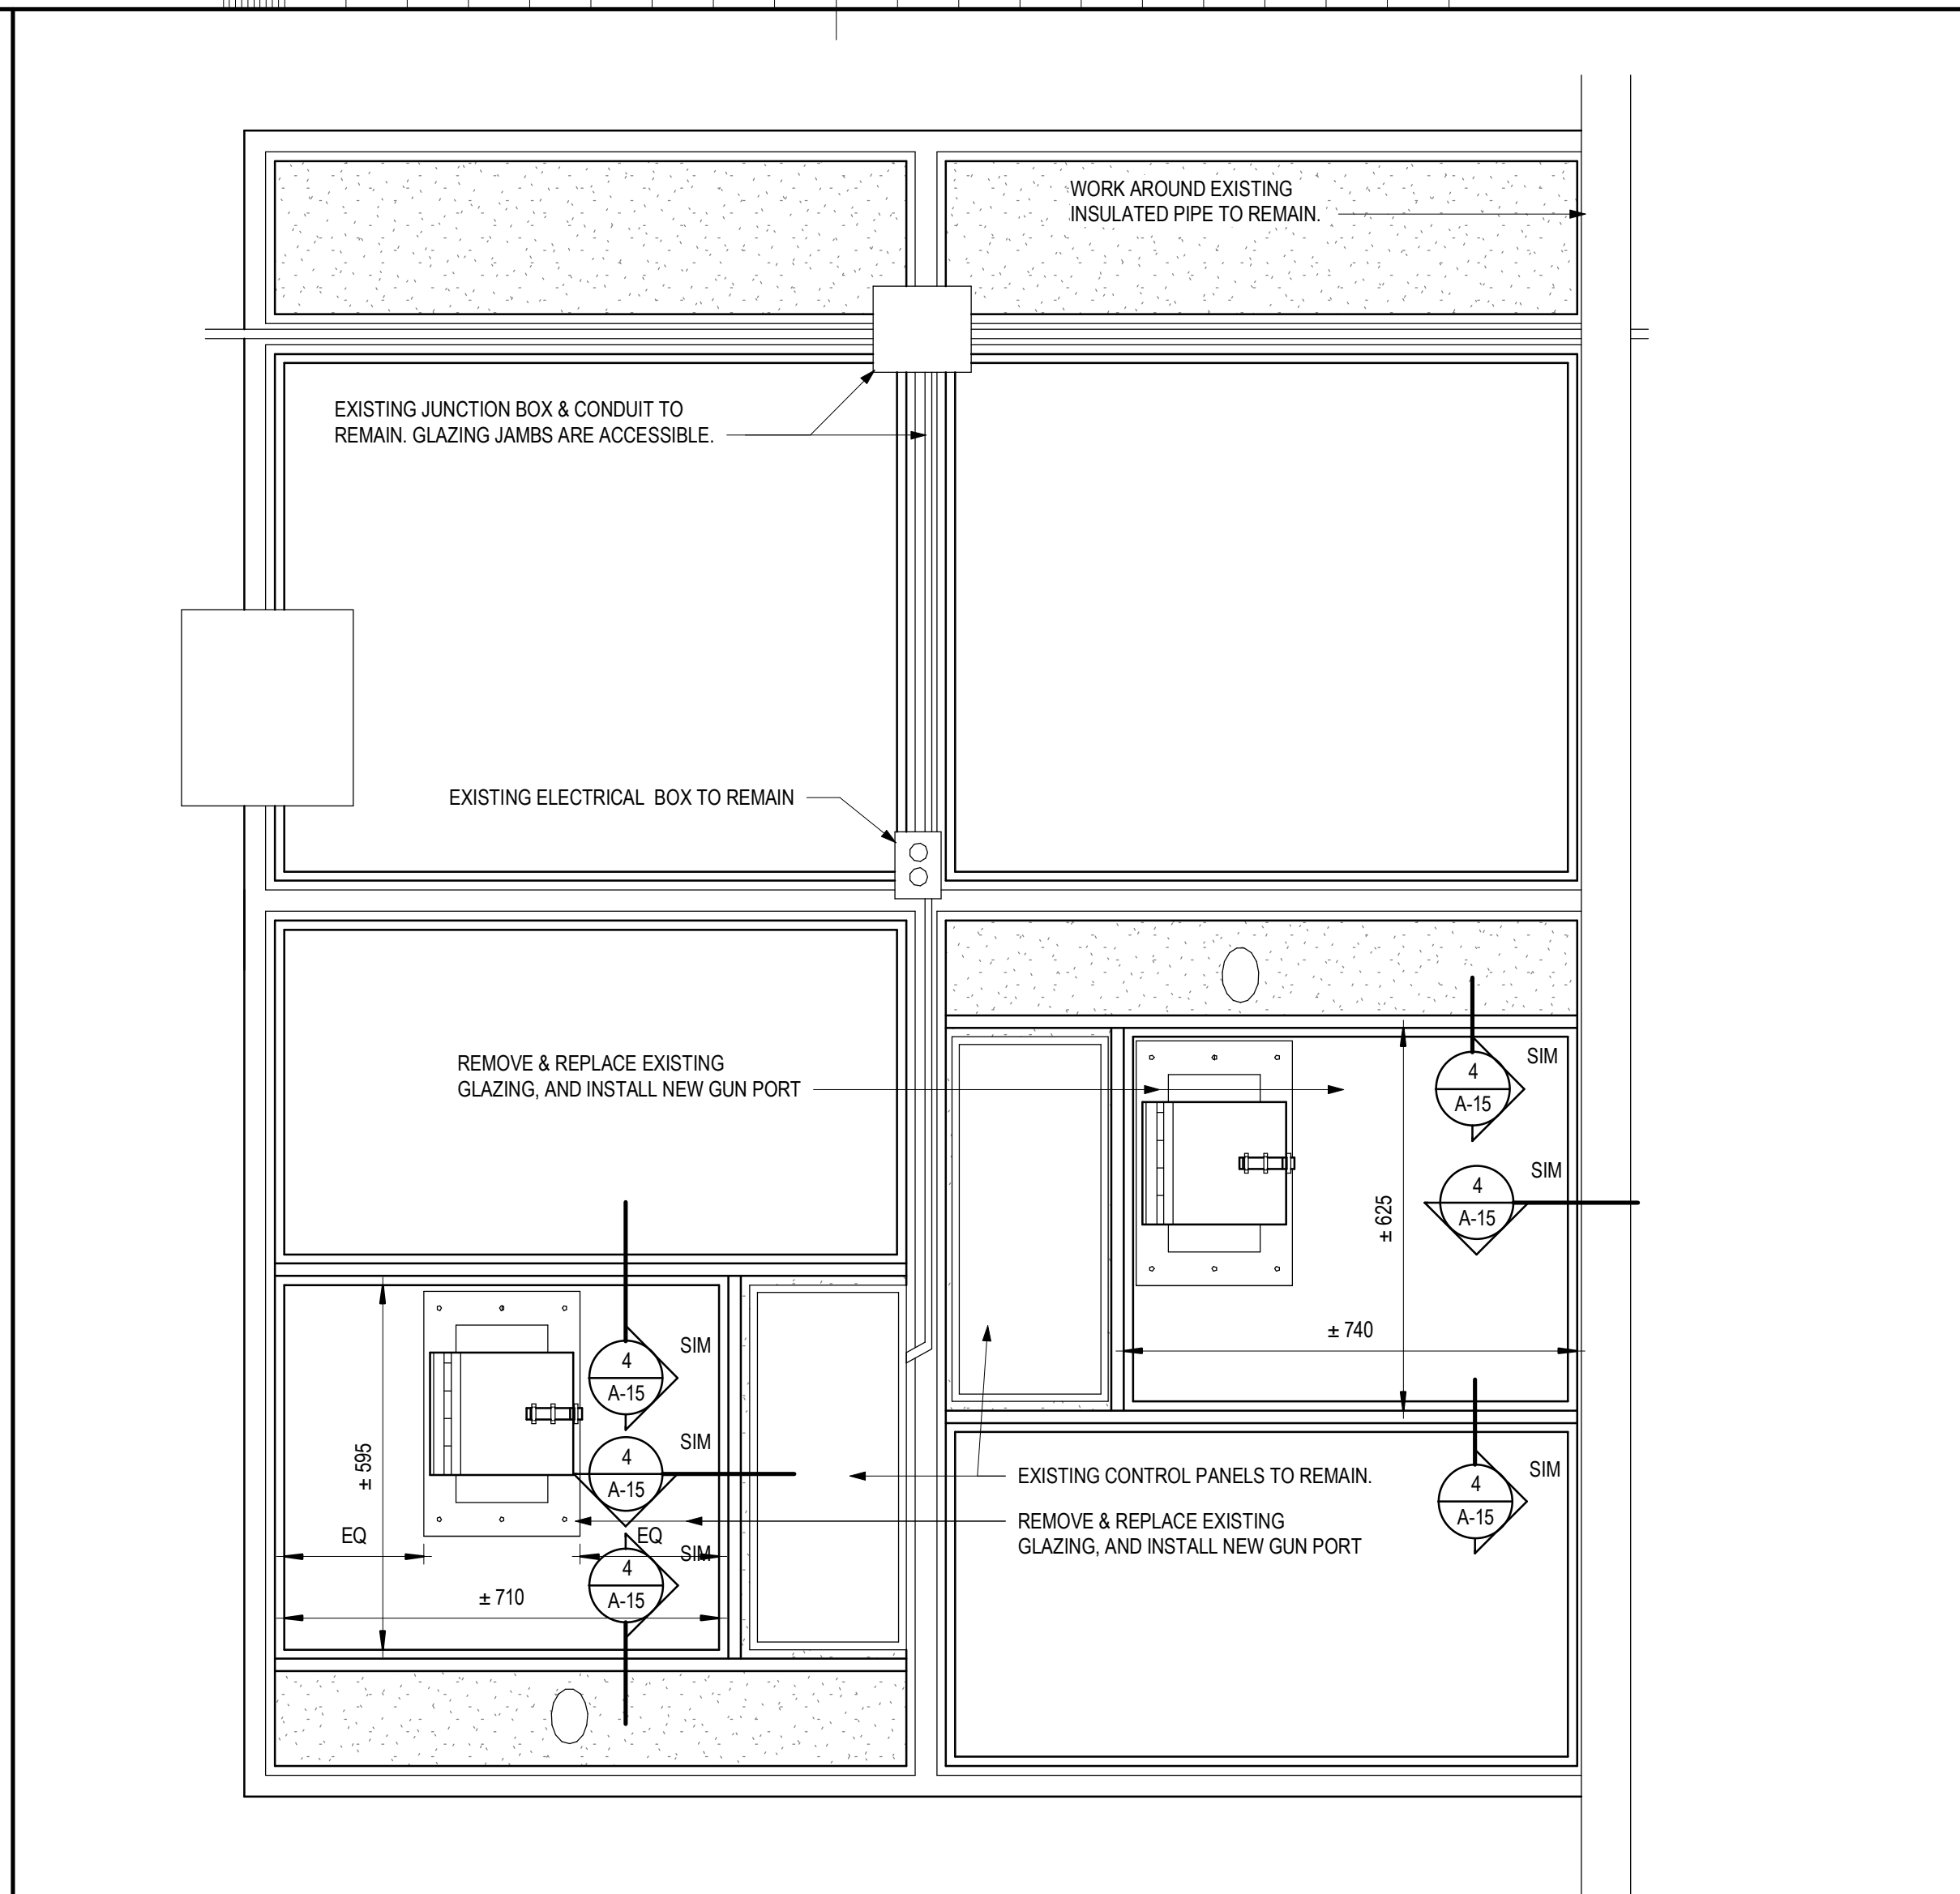 WORK AROUND EXISTING
INSULATED PIPE TO REMAIN.
EXISTING JUNCTION BOX & CONDUIT TO
REMAIN. GLAZING JAMBS ARE ACCESSIBLE.
EXISTING ELECTRICAL BOX TO REMAIN
REMOVE & REPLACE EXISTING
GLAZING, AND INSTALL NEW GUN PORT
SIM
4
A-15
SIM
4
A-15
± 625
± 740
SIM
4
A-15
SIM
4
A-15
SIM
4
A-15
± 595
EQ
EQ
SIM
4
A-15
± 710
EXISTING CONTROL PANELS TO REMAIN.
REMOVE & REPLACE EXISTING
GLAZING, AND INSTALL NEW GUN PORT